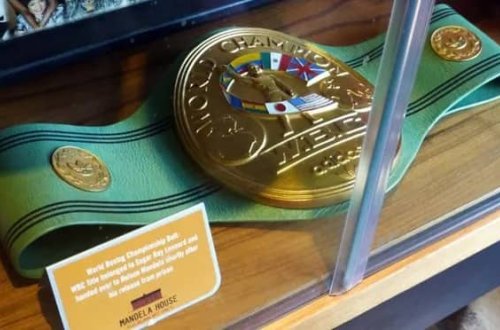 WORLD CHAMPION
World Boxing Championship Belt:
WBC title belonged to Sugar Ray Leonard and
handed over to Nelson Mandela shortly after
his release from prison
MANDELA HOUSE